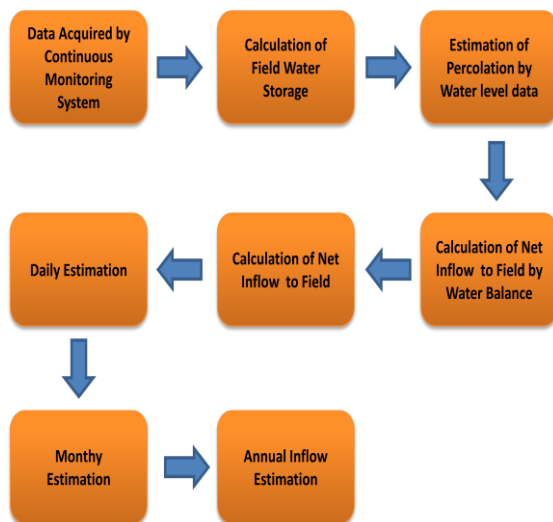 Data Acquired by
Continuous
Monitoring
System
Calculation of
Field Water
Storage
Estimation of
Percolation by
Water level data
Calculation of Net
Inflow to Field by
Water Balance
Calculation of Net
Inflow to Field
Daily Estimation
Monthy
Estimation
Annual Inflow
Estimation